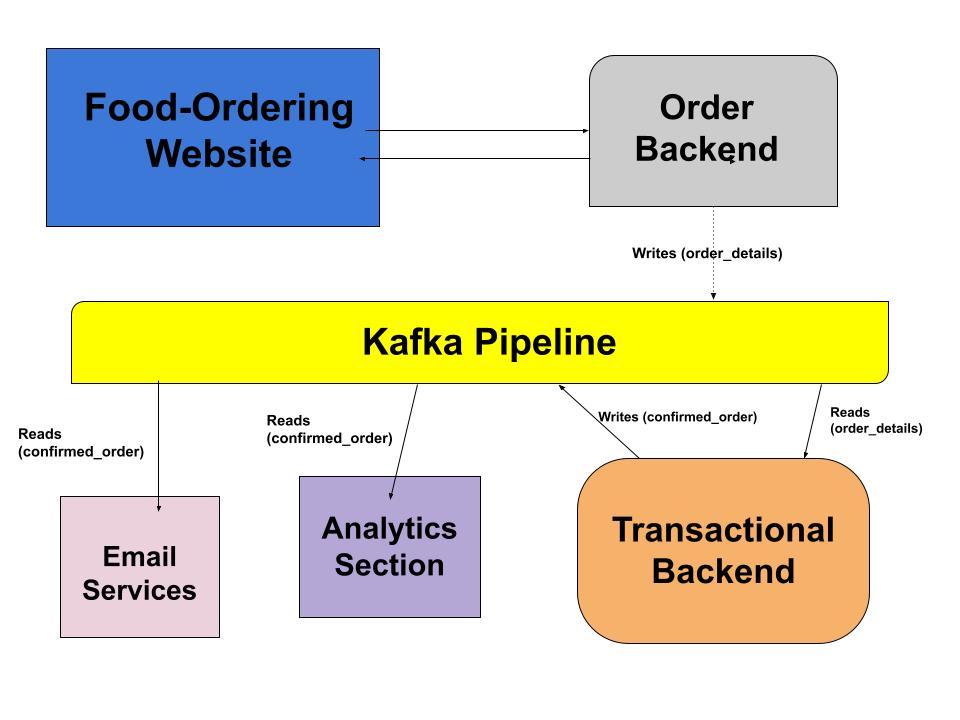 Food-Ordering
Website
Order
Backend
Writes (order_details)
Kafka Pipeline
Reads
(confirmed_order)
Reads
(confirmed_order)
Writes (confirmed_order)
Reads
(order_details)
Email
Services
Analytics
Section
Transactional
Backend